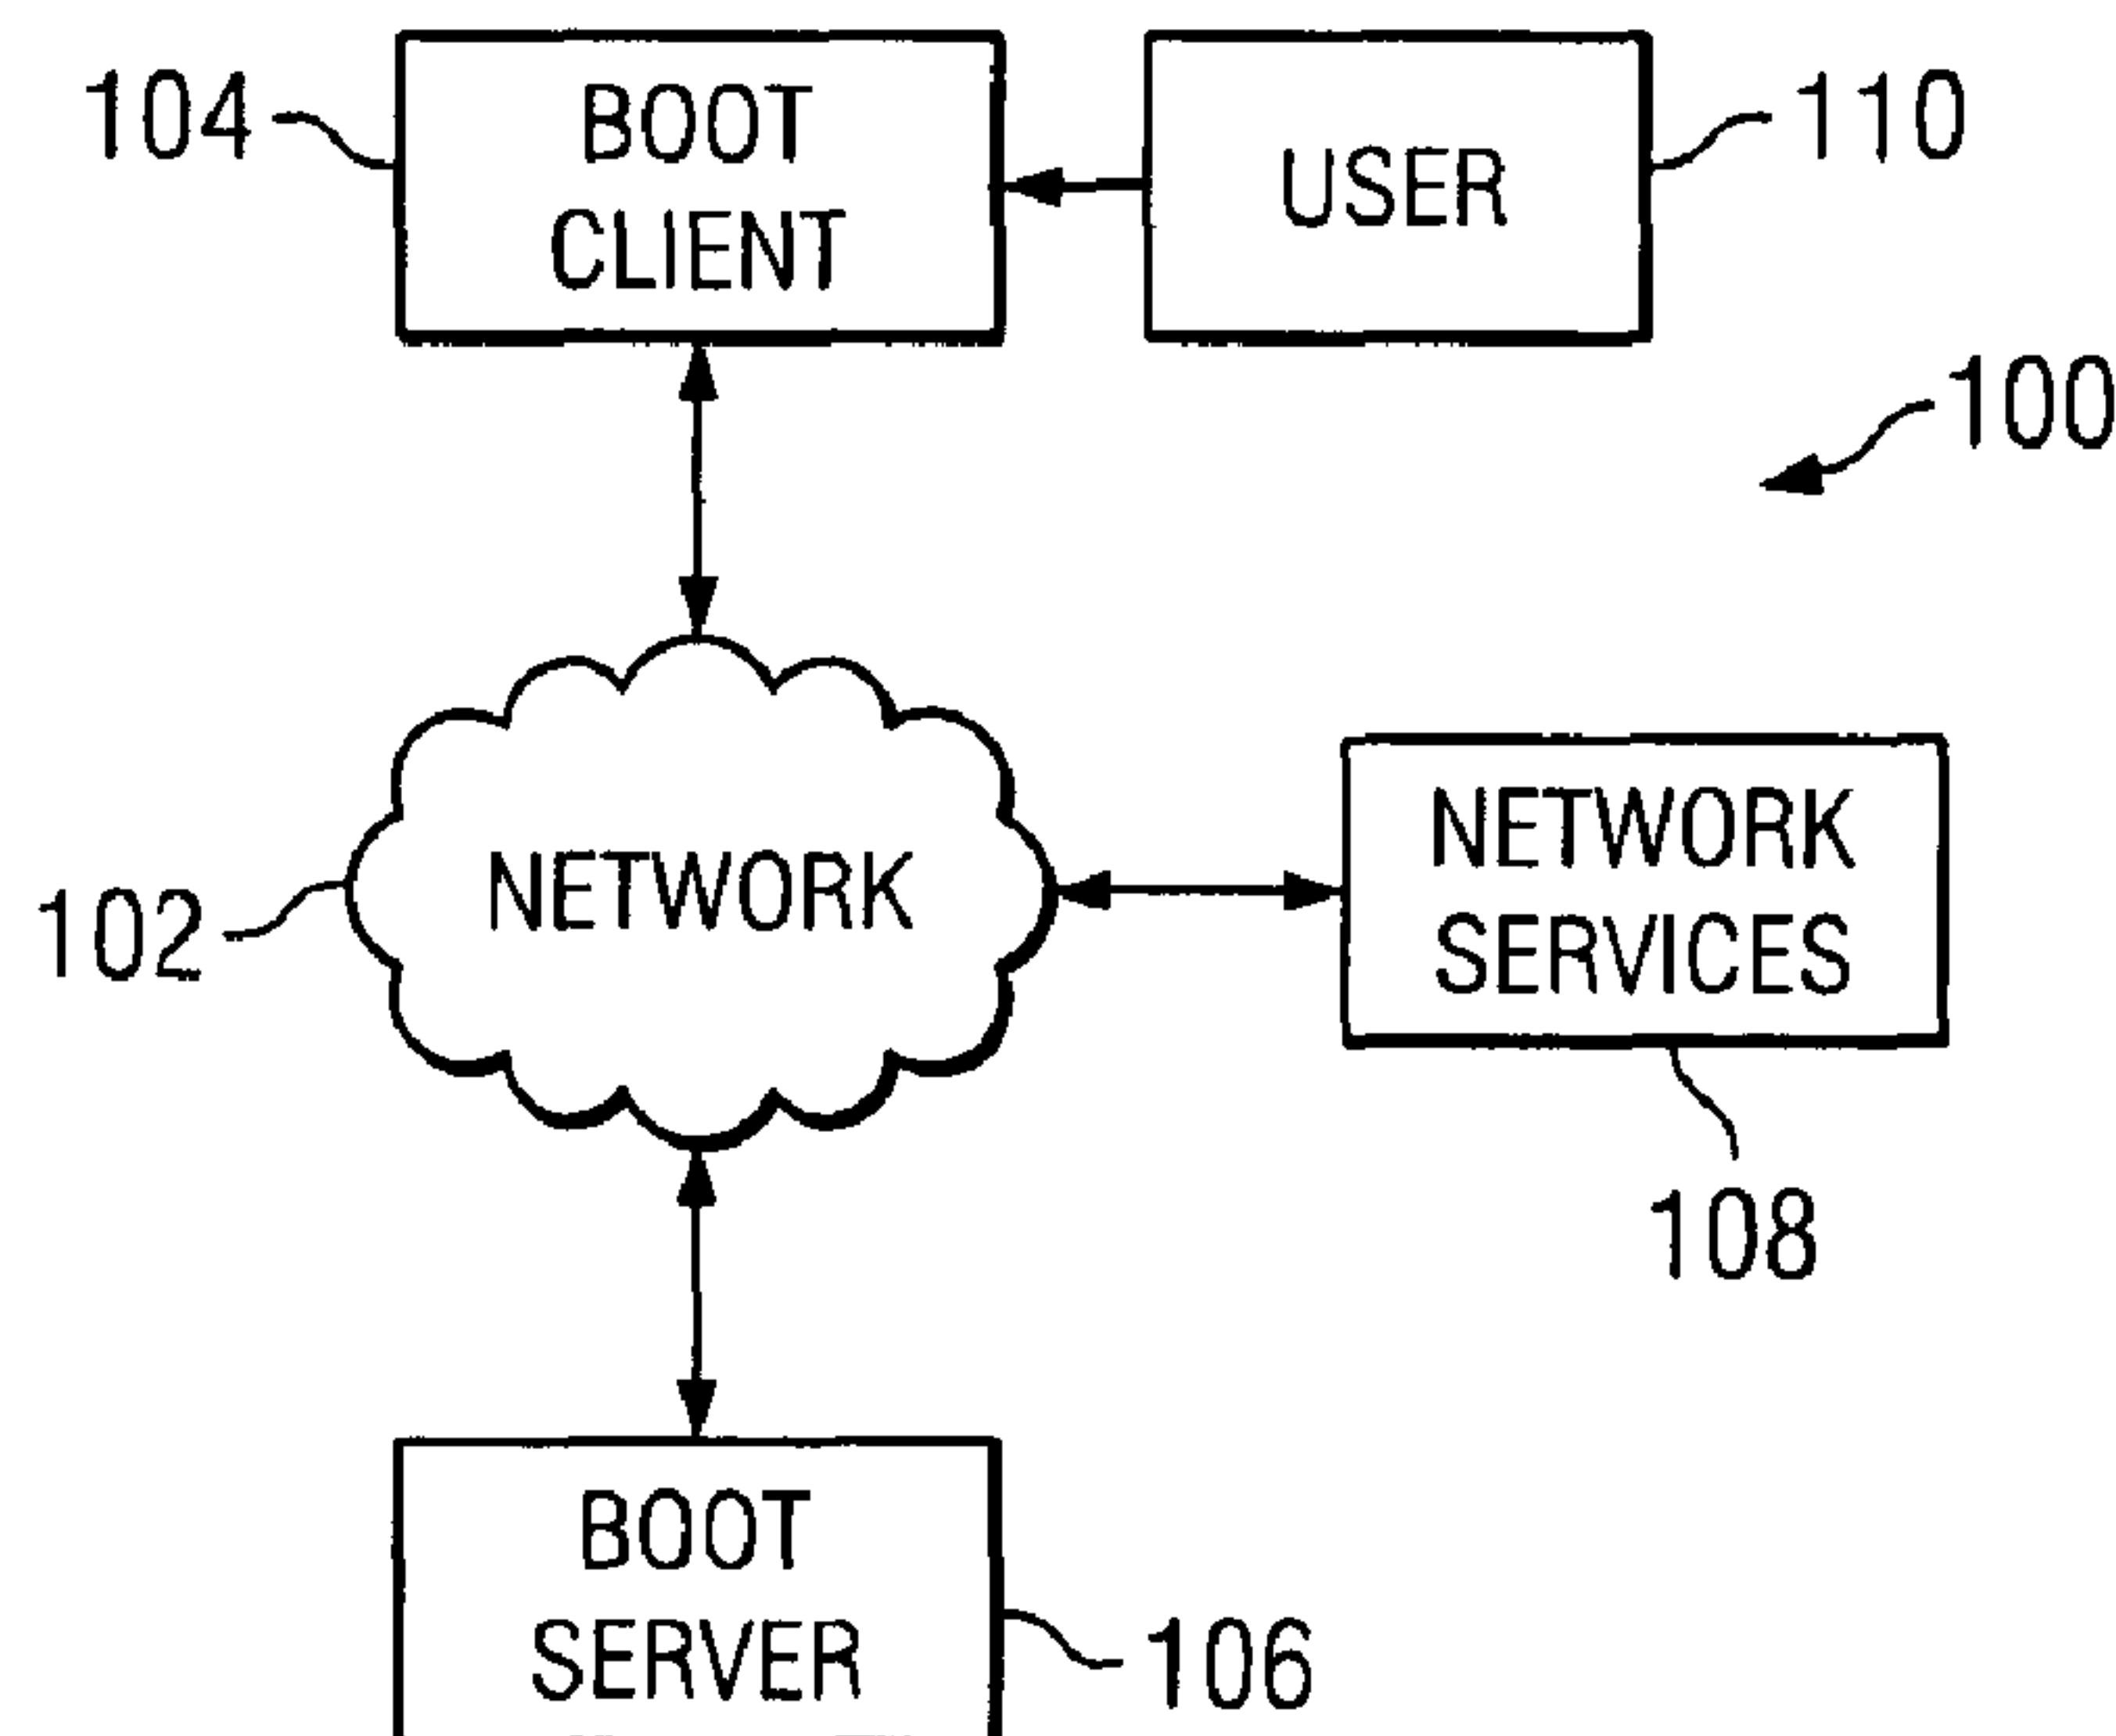 104
BOOT
CLIENT
USER
110
100
NETWORK
102
NETWORK
SERVICES
108
BOOT
SERVER
106